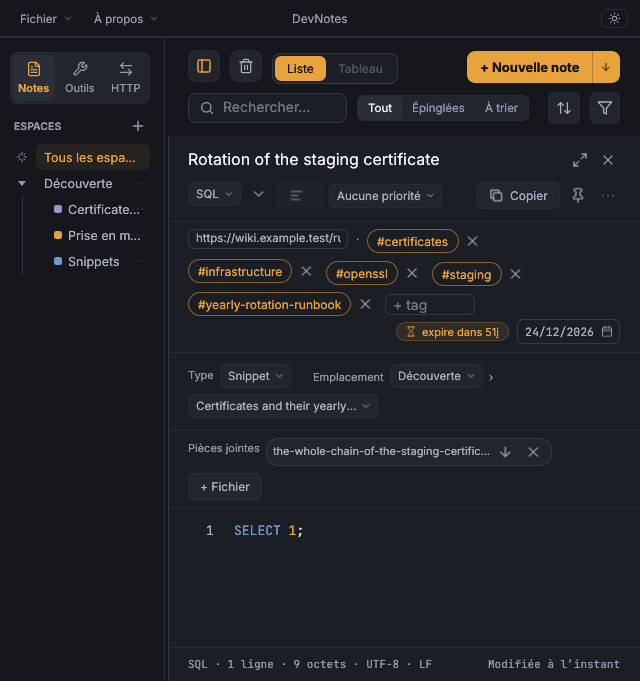 Fichier À propos DevNotes
Notes Outils HTTP
Liste Tableau + Nouvelle note
Rechercher... Tout Épinglées À trier
ESPACES
Tous les espa...
Découverte
Certificate...
Prise en m...
Snippets
Rotation of the staging certificate
SQL Aucune priorité Copier
https://wiki.example.test/ru · #certificates
#infrastructure #openssl #staging
#yearly-rotation-runbook + tag
expire dans 51j 24/12/2026
Type Snippet Emplacement Découverte ›
Certificates and their yearly...
Pièces jointes the-whole-chain-of-the-staging-certific...
+ Fichier
1 SELECT 1;
SQL · 1 ligne · 9 octets · UTF-8 · LF Modifiée à l’instant